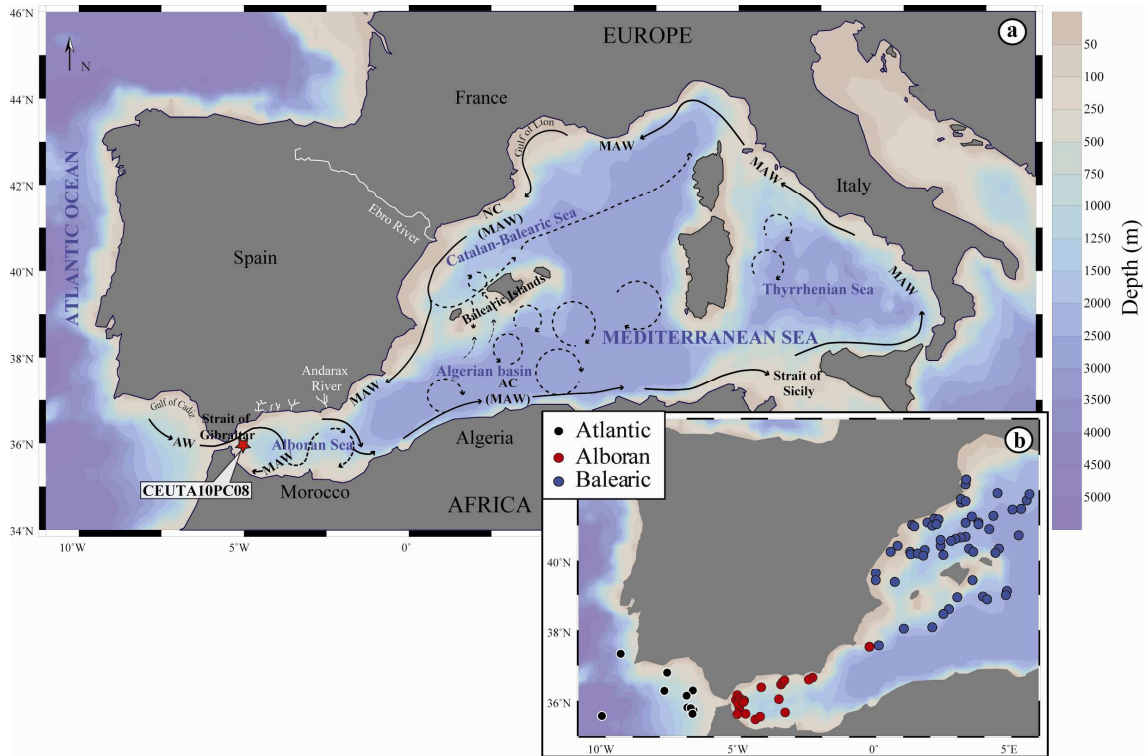 46°N
44°N
42°N
40°N
38°N
36°N
34°N
10°W
5°W
0°
N
a
EUROPE
France
Gulf of Lion
MAW
MAW
Italy
ATLANTIC OCEAN
Ebro River
NC
(MAW)
Catalan-Balearic Sea
Spain
MAW
Thyrrhenian Sea
Balearic Islands
MEDITERRANEAN SEA
Andarax
River
MAW
Algerian basin
AC
(MAW)
Strait of
Sicily
Gulf of Cadiz
Strait of
Gibraltar
AW
Alboran Sea
MAW
Algeria
CEUTA10PC08
Morocco
AFRICA
50
100
250
500
750
1000
1250
1500
2000
2500
3000
3500
4000
4500
5000
Depth (m)
b
Atlantic
Alboran
Balearic
40°N
38°N
36°N
10°W
5°W
0°
5°E